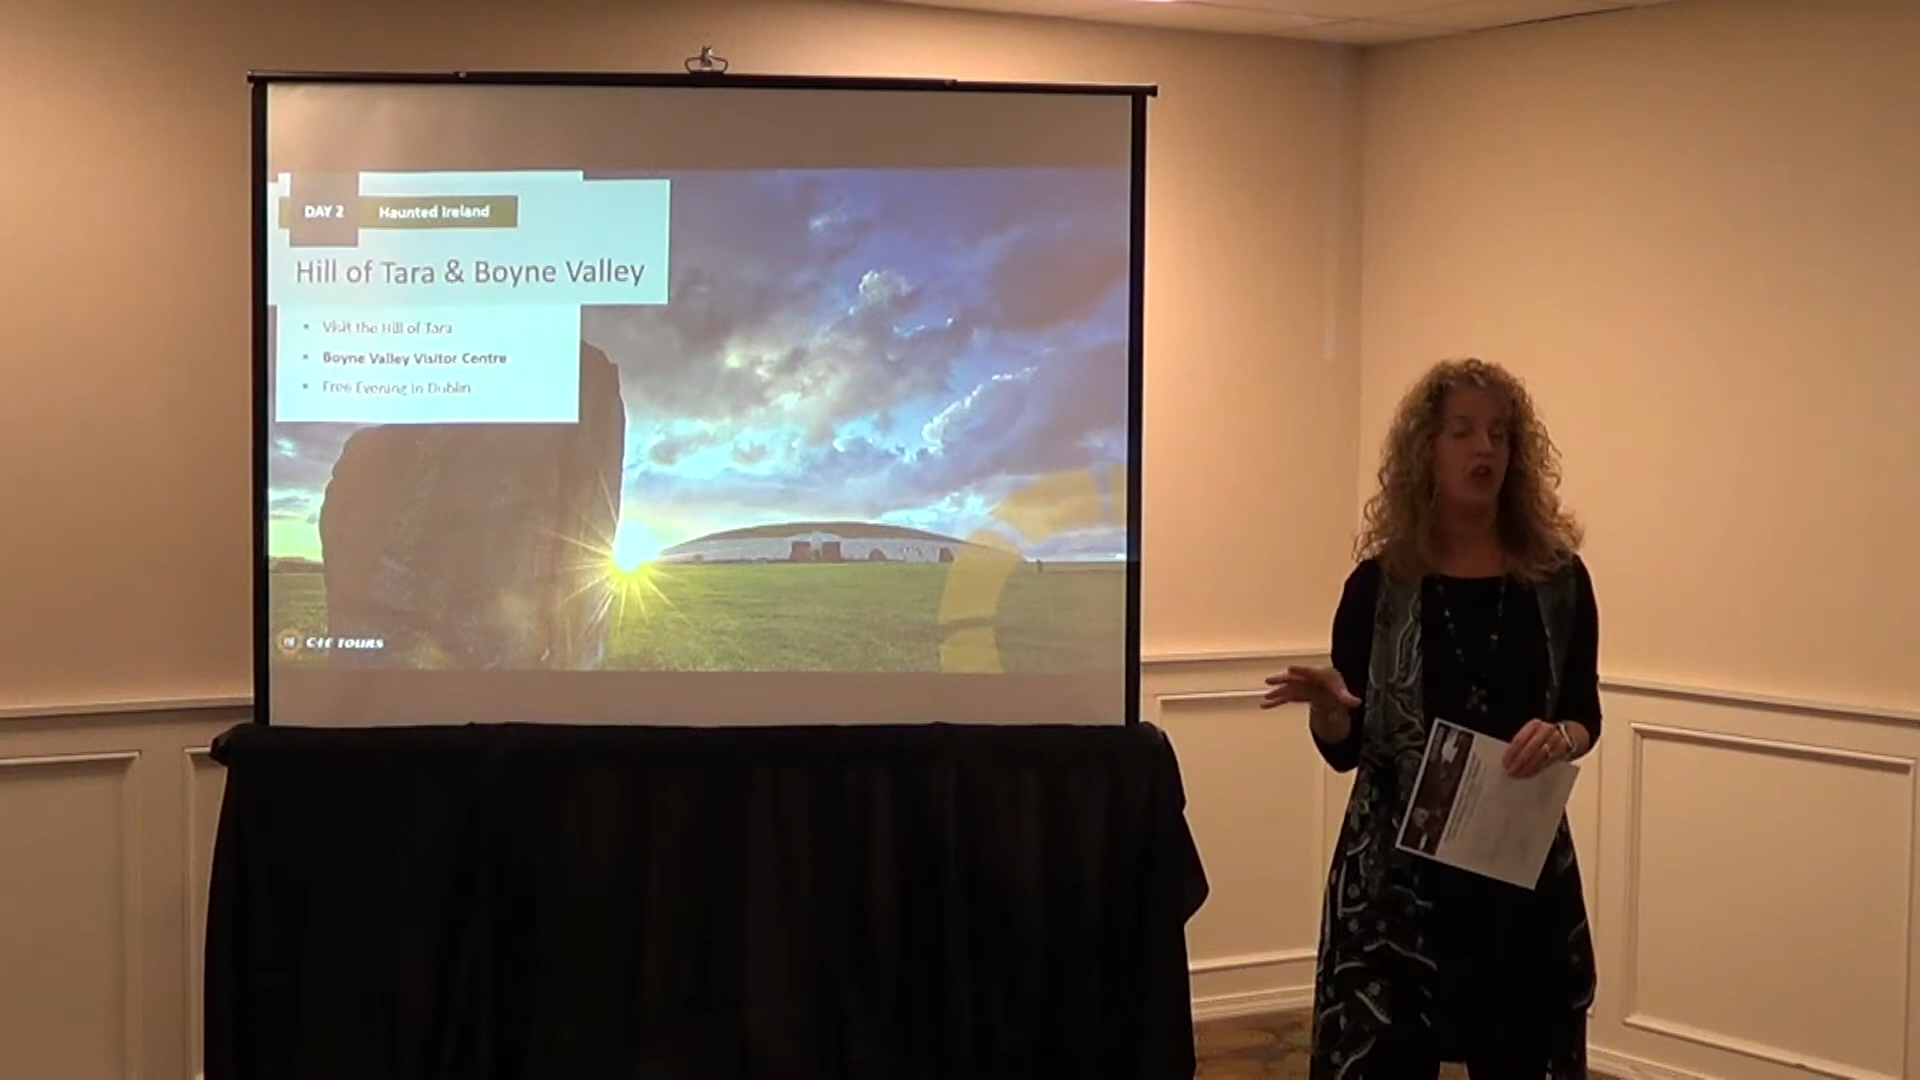 DAY 2 Haunted Ireland
Hill of Tara & Boyne Valley
Visit the Hill of Tara
Boyne Valley Visitor Centre
Free Evening in Dublin
CIE TOURS